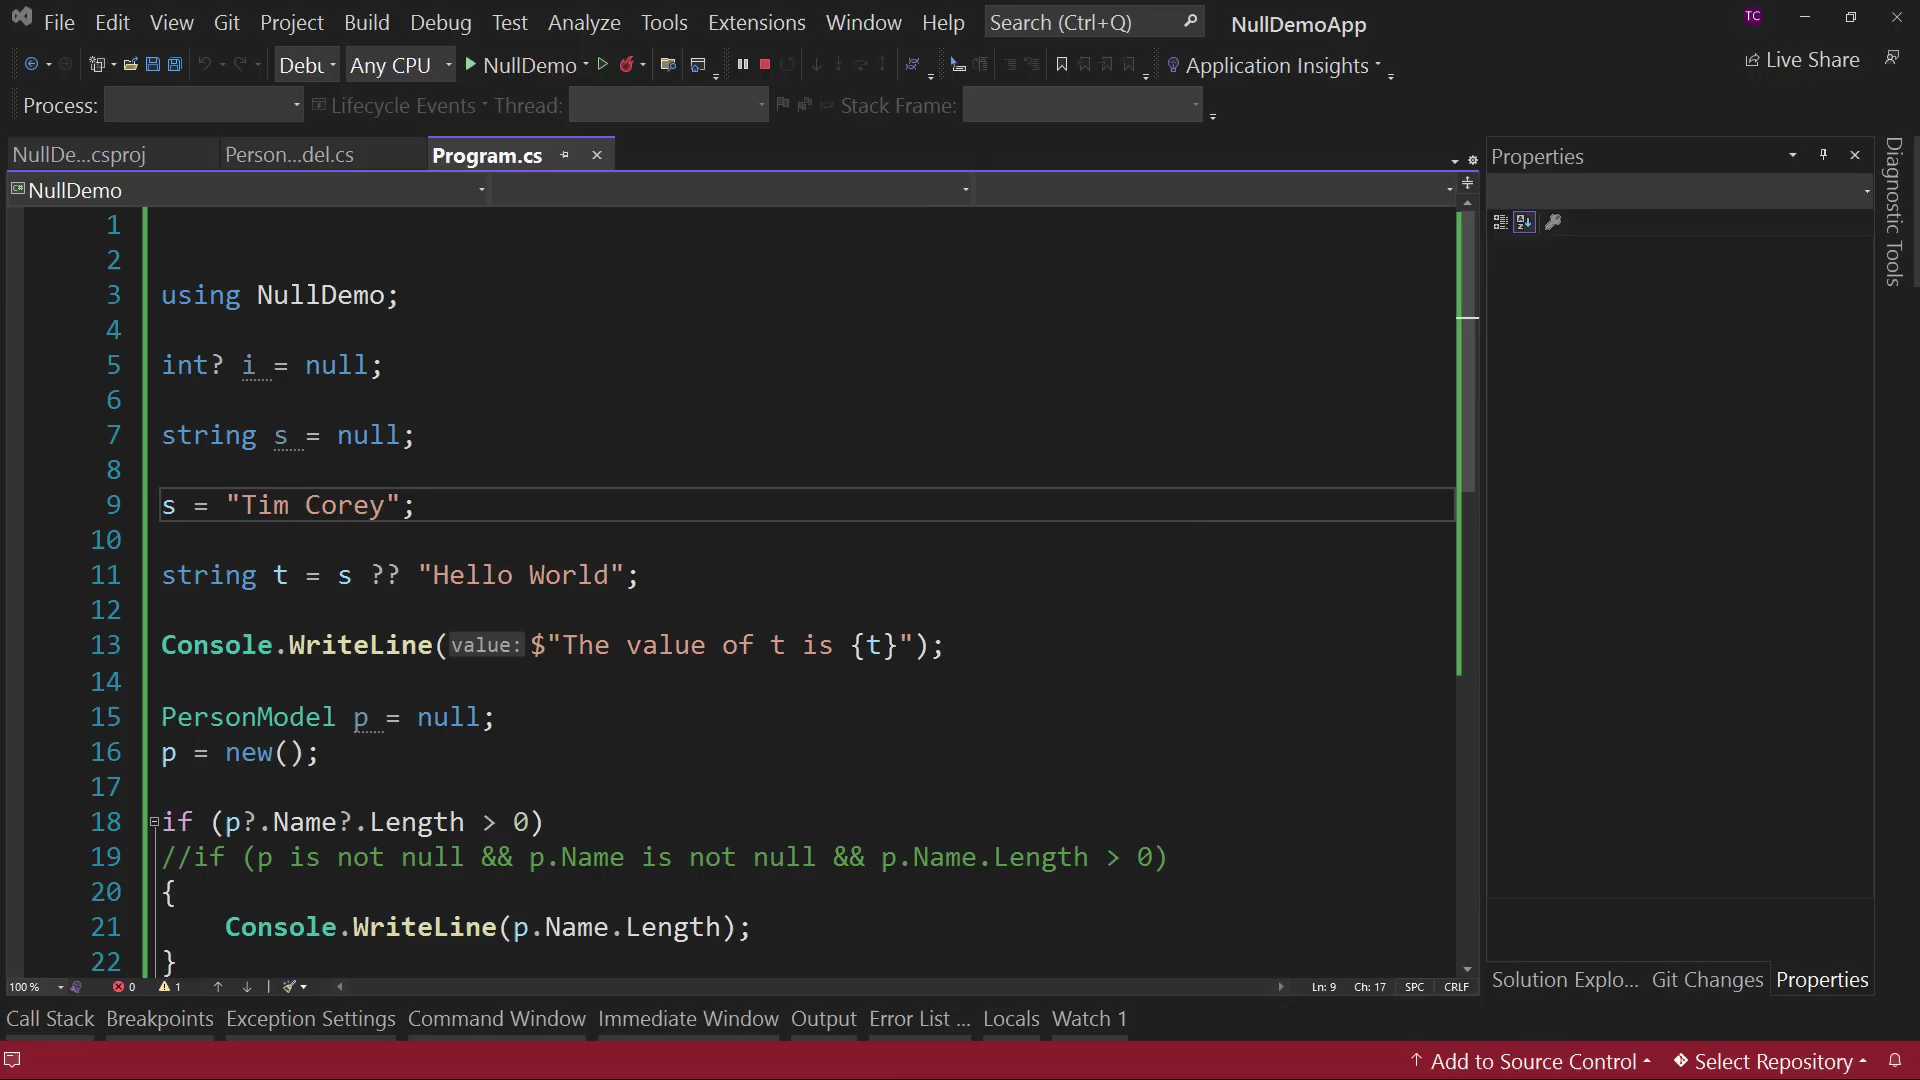 File Edit View Git Project Build Debug Test Analyze Tools Extensions Window Help Search (Ctrl+Q) NullDemoApp TC
Debu Any CPU NullDemo Application Insights Live Share
Process: Lifecycle Events Thread: Stack Frame:
NullDe...csproj Person...del.cs Program.cs Properties
NullDemo
Diagnostic Tools
1
2
3 using NullDemo;
4
5 int? i = null;
6
7 string s = null;
8
9 s = "Tim Corey";
10
11 string t = s ?? "Hello World";
12
13 Console.WriteLine(value: $"The value of t is {t}");
14
15 PersonModel p = null;
16 p = new();
17
18 if (p?.Name?.Length > 0)
19 //if (p is not null && p.Name is not null && p.Name.Length > 0)
20 {
21 Console.WriteLine(p.Name.Length);
22 }
100 % 0 1 Ln: 9 Ch: 17 SPC CRLF
Solution Explo... Git Changes Properties
Call Stack Breakpoints Exception Settings Command Window Immediate Window Output Error List ... Locals Watch 1
Add to Source Control Select Repository